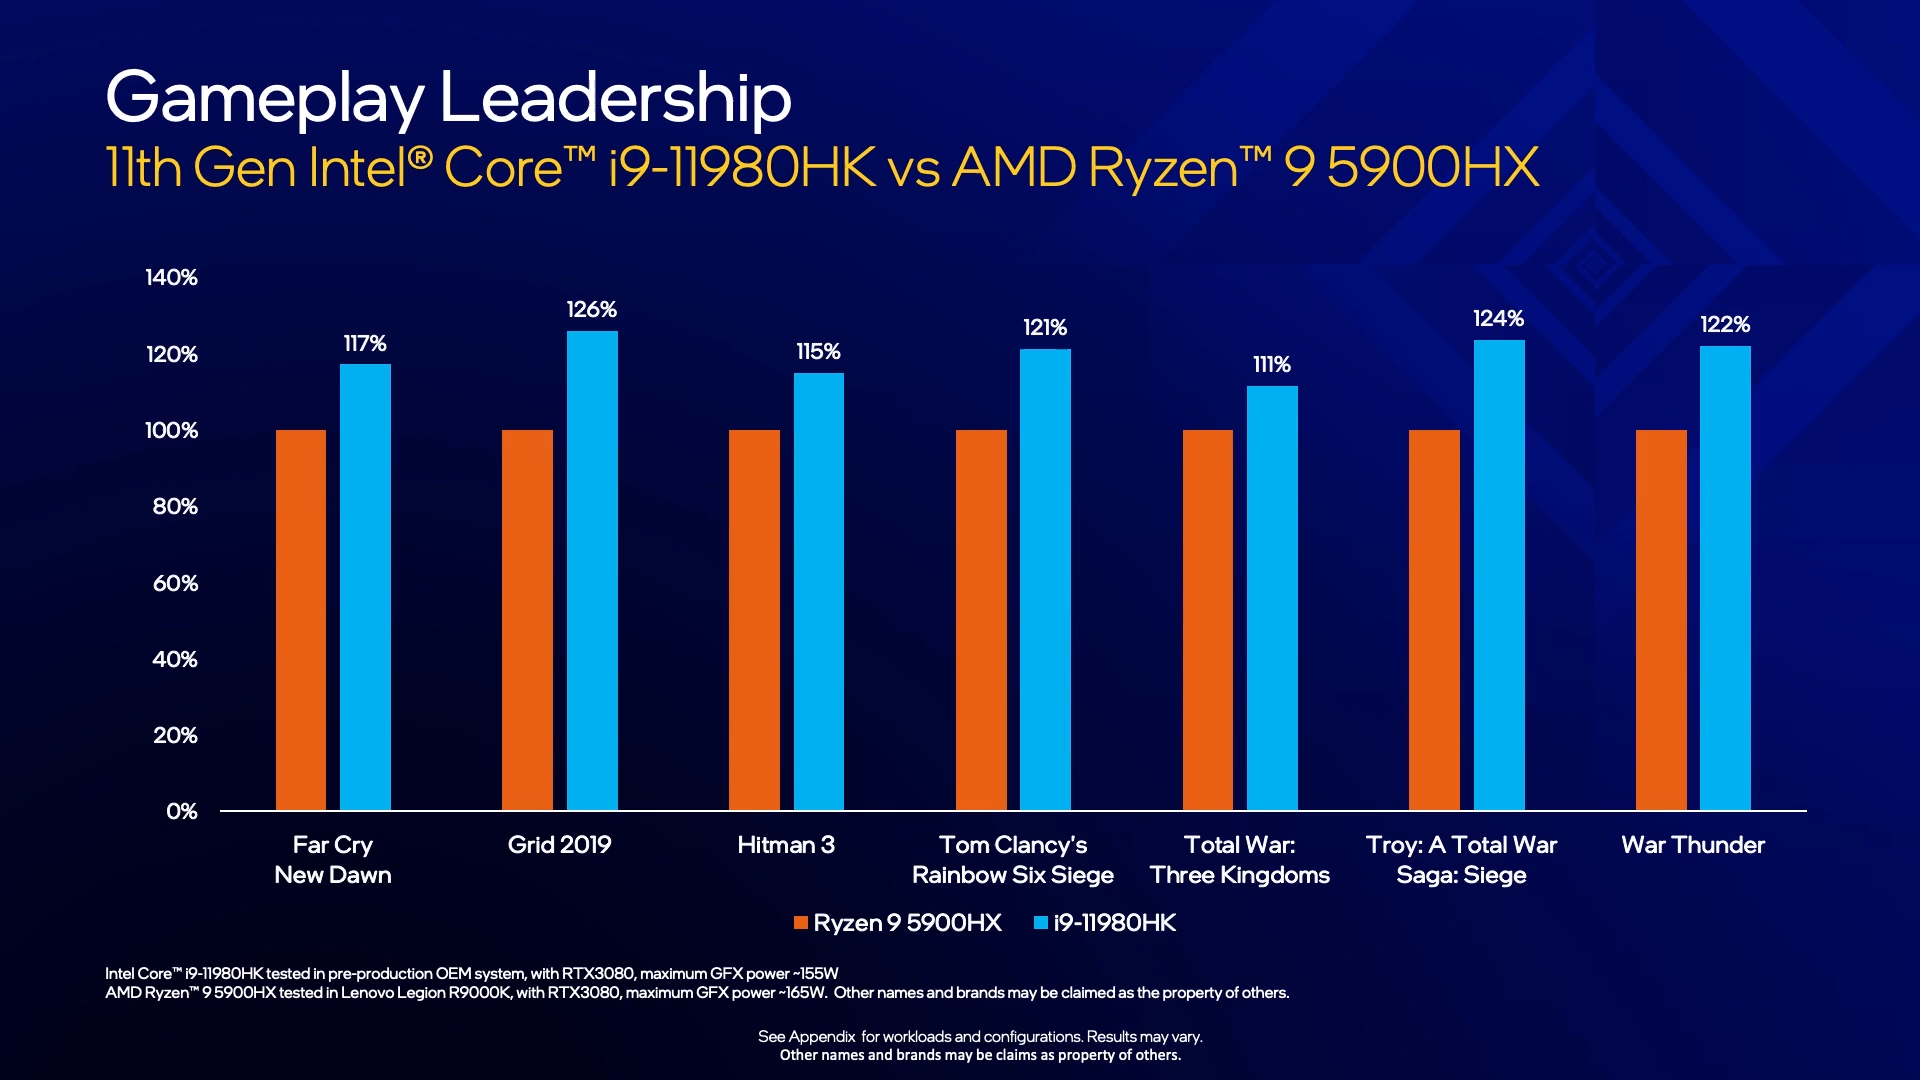 Gameplay Leadership
11th Gen Intel® Core™ i9-11980HK vs AMD Ryzen™ 9 5900HX
140%
120%
100%
80%
60%
40%
20%
0%
117%
126%
115%
121%
111%
124%
122%
Far Cry
New Dawn
Grid 2019
Hitman 3
Tom Clancy's
Rainbow Six Siege
Total War:
Three Kingdoms
Troy: A Total War
Saga: Siege
War Thunder
Ryzen 9 5900HX
i9-11980HK
Intel Core™ i9-11980HK tested in pre-production OEM system, with RTX3080, maximum GFX power ~155W
AMD Ryzen™ 9 5900HX tested in Lenovo Legion R9000K, with RTX3080, maximum GFX power ~165W. Other names and brands may be claimed as the property of others.
See Appendix for workloads and configurations. Results may vary.
Other names and brands may be claims as property of others.